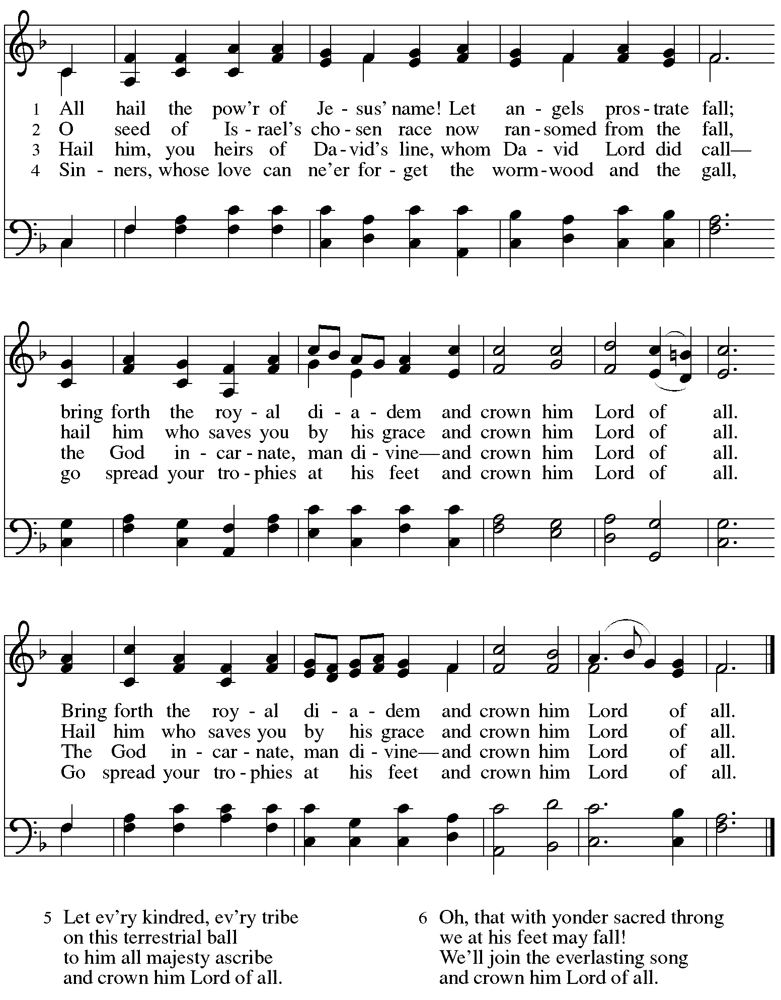 1 All hail the pow'r of Je - sus' name! Let an - gels pros - trate fall;
2 O seed of Is - rael's cho - sen race now ran - somed from the fall,
3 Hail him, you heirs of Da - vid's line, whom Da - vid Lord did call—
4 Sin - ners, whose love can ne'er for - get the worm - wood and the gall,
bring forth the roy - al di - a - dem and crown him Lord of all.
hail him who saves you by his grace and crown him Lord of all.
the God in - car - nate, man di - vine—and crown him Lord of all.
go spread your tro - phies at his feet and crown him Lord of all.
Bring forth the roy - al di - a - dem and crown him Lord of all.
Hail him who saves you by his grace and crown him Lord of all.
The God in - car - nate, man di - vine—and crown him Lord of all.
Go spread your tro - phies at his feet and crown him Lord of all.
5 Let ev'ry kindred, ev'ry tribe
on this terrestrial ball
to him all majesty ascribe
and crown him Lord of all.
6 Oh, that with yonder sacred throng
we at his feet may fall!
We'll join the everlasting song
and crown him Lord of all.